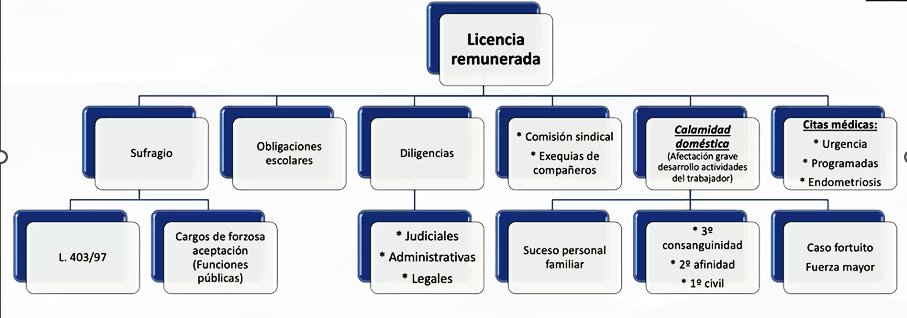 Licencia
remunerada
Sufragio
Obligaciones
escolares
Diligencias
* Comisión sindical
* Exequias de
compañeros
Calamidad
doméstica
(Afectación grave
desarrollo actividades
del trabajador)
Citas médicas:
* Urgencia
* Programadas
* Endometriosis
L. 403/97
Cargos de forzosa
aceptación
(Funciones
públicas)
* Judiciales
* Administrativas
* Legales
Suceso personal
familiar
* 3º
consanguinidad
* 2º afinidad
* 1º civil
Caso fortuito
Fuerza mayor